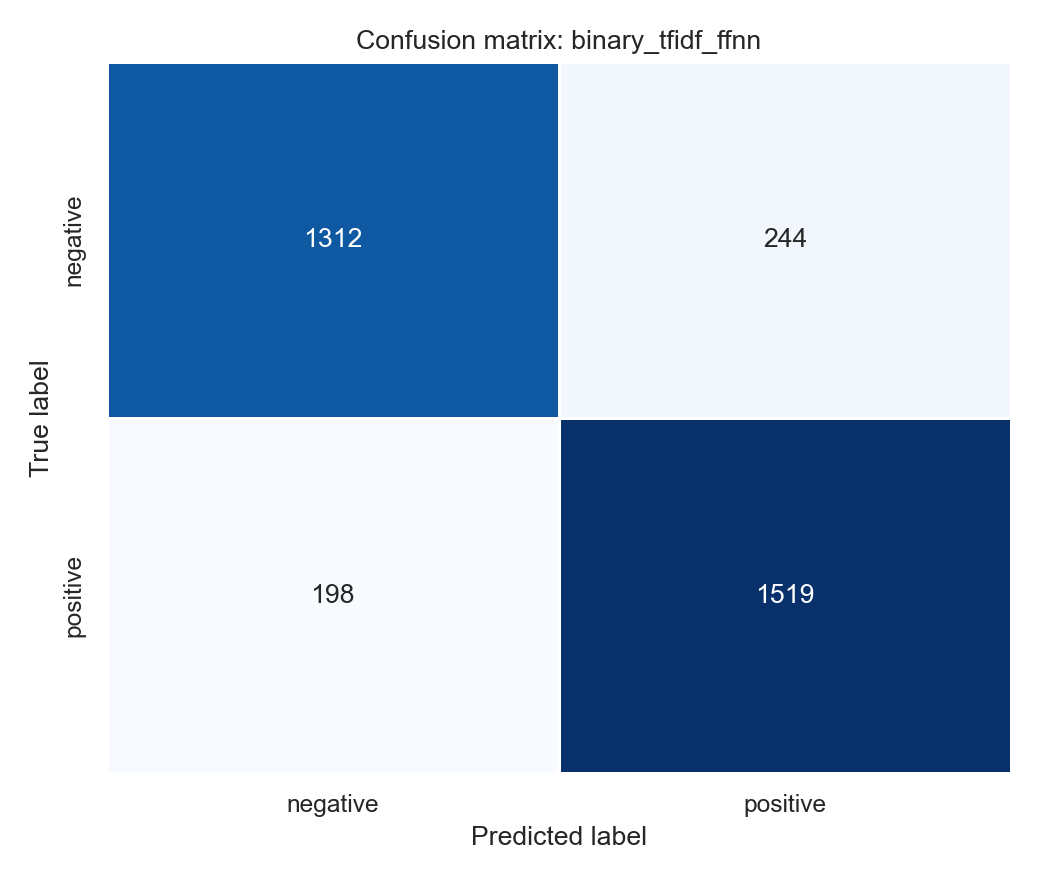 Confusion matrix: binary_tfidf_ffnn
True label
negative
1312
244
positive
198
1519
negative
positive
Predicted label